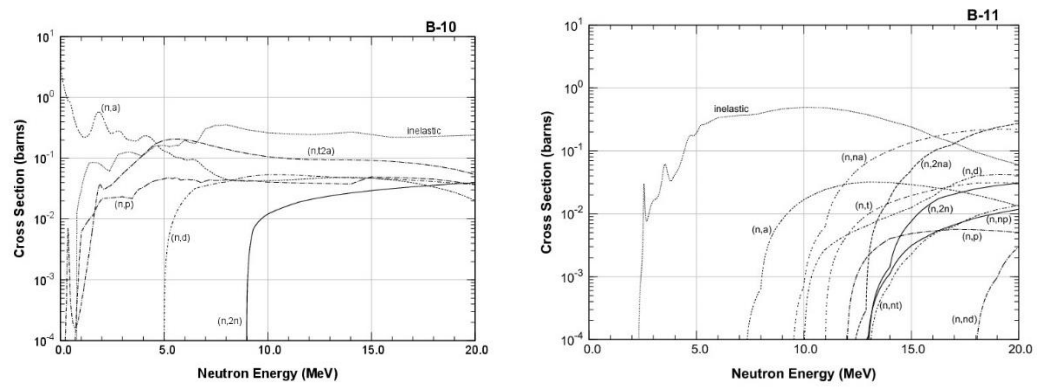 B-10
Cross Section (barns)
10^1
10^0
10^-1
10^-2
10^-3
10^-4
(n,a)
inelastic
(n,t2a)
(n,p)
(n,d)
(n,2n)
0.0 5.0 10.0 15.0 20.0
Neutron Energy (MeV)
B-11
Cross Section (barns)
10^1
10^0
10^-1
10^-2
10^-3
10^-4
inelastic
(n,na)
(n,2na)
(n,d)
(n,t)
(n,2n)
(n,a)
(n,np)
(n,p)
(n,nt)
(n,nd)
0.0 5.0 10.0 15.0 20.0
Neutron Energy (MeV)